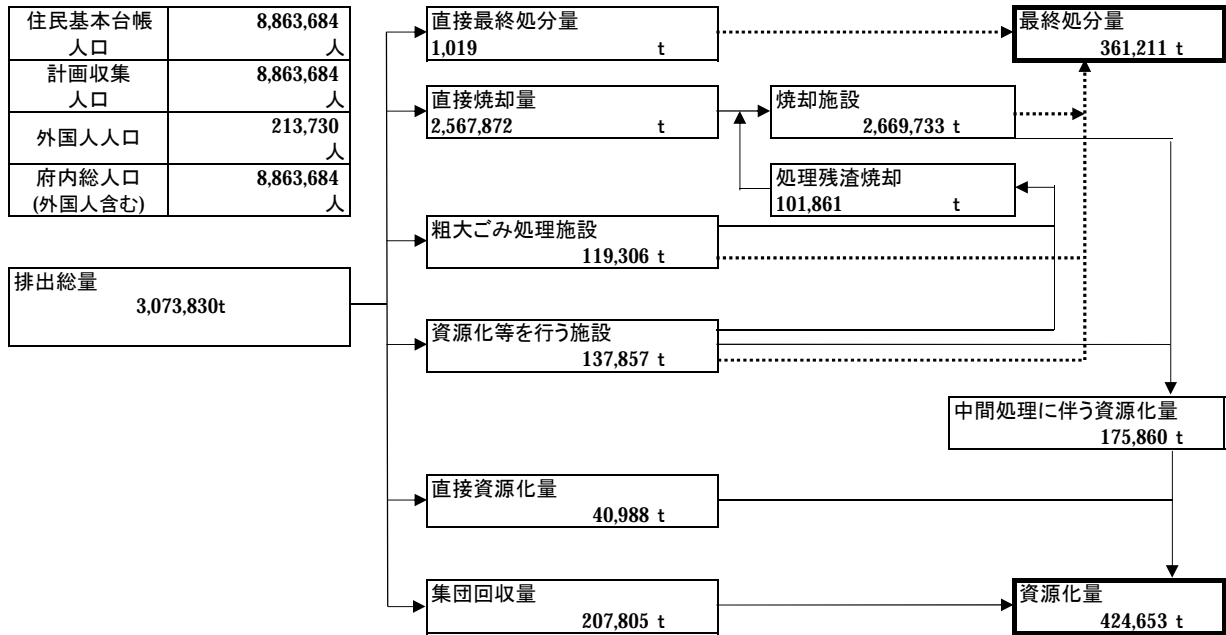 住民基本台帳
人口
8,863,684
人
計画収集
人口
8,863,684
人
外国人人口
213,730
人
府内総人口
(外国人含む)
8,863,684
人
排出総量
3,073,830t
直接最終処分量
1,019 t
直接焼却量
2,567,872 t
焼却施設
2,669,733 t
処理残渣焼却
101,861 t
粗大ごみ処理施設
119,306 t
資源化等を行う施設
137,857 t
直接資源化量
40,988 t
集団回収量
207,805 t
最終処分量
361,211 t
中間処理に伴う資源化量
175,860 t
資源化量
424,653 t